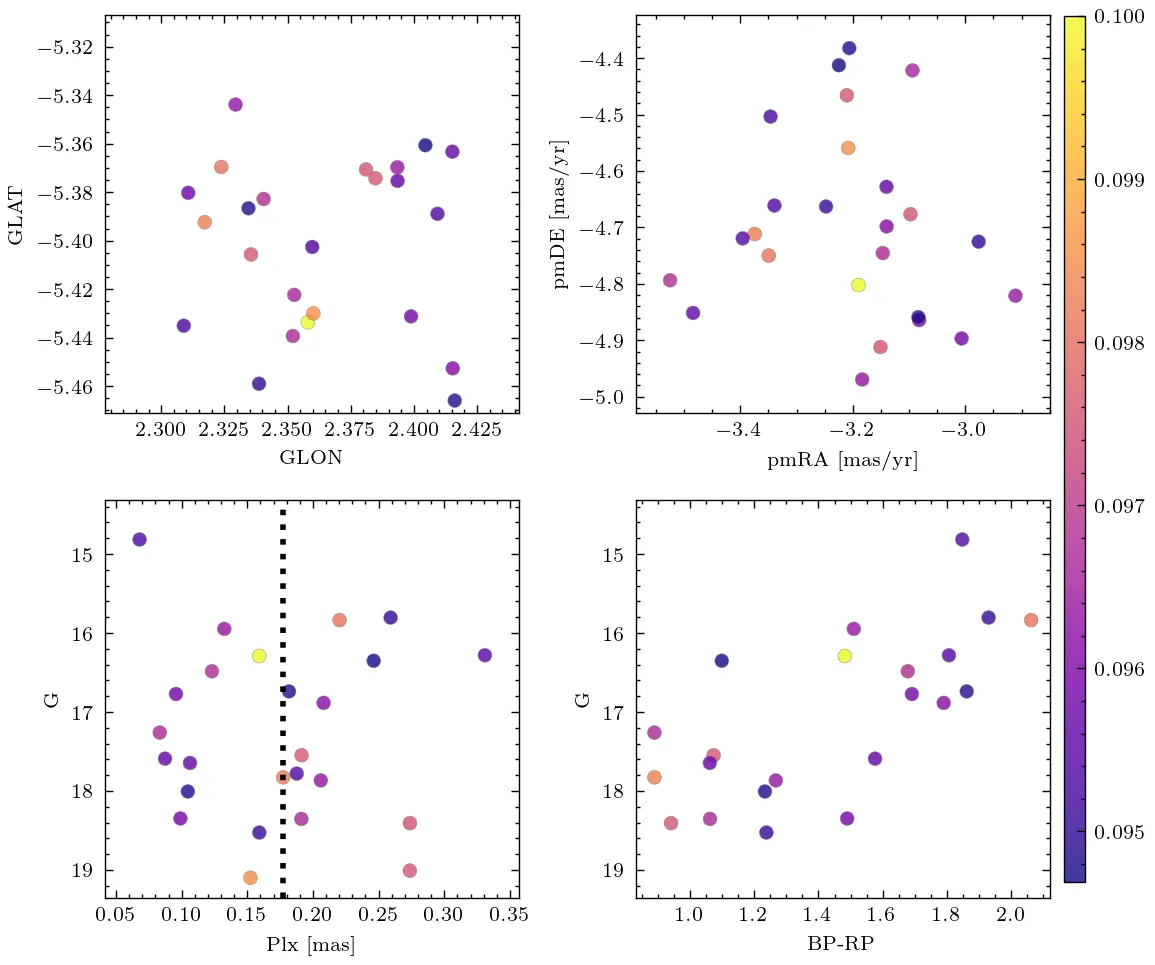 −5.32
−5.34
−5.36
−5.38
−5.40
−5.42
−5.44
−5.46
GLAT
2.300 2.325 2.350 2.375 2.400 2.425
GLON
−4.4
−4.5
−4.6
−4.7
−4.8
−4.9
−5.0
pmDE [mas/yr]
−3.4 −3.2 −3.0
pmRA [mas/yr]
15
16
17
18
19
G
0.05 0.10 0.15 0.20 0.25 0.30 0.35
Plx [mas]
15
16
17
18
19
G
1.0 1.2 1.4 1.6 1.8 2.0
BP-RP
0.100
0.099
0.098
0.097
0.096
0.095